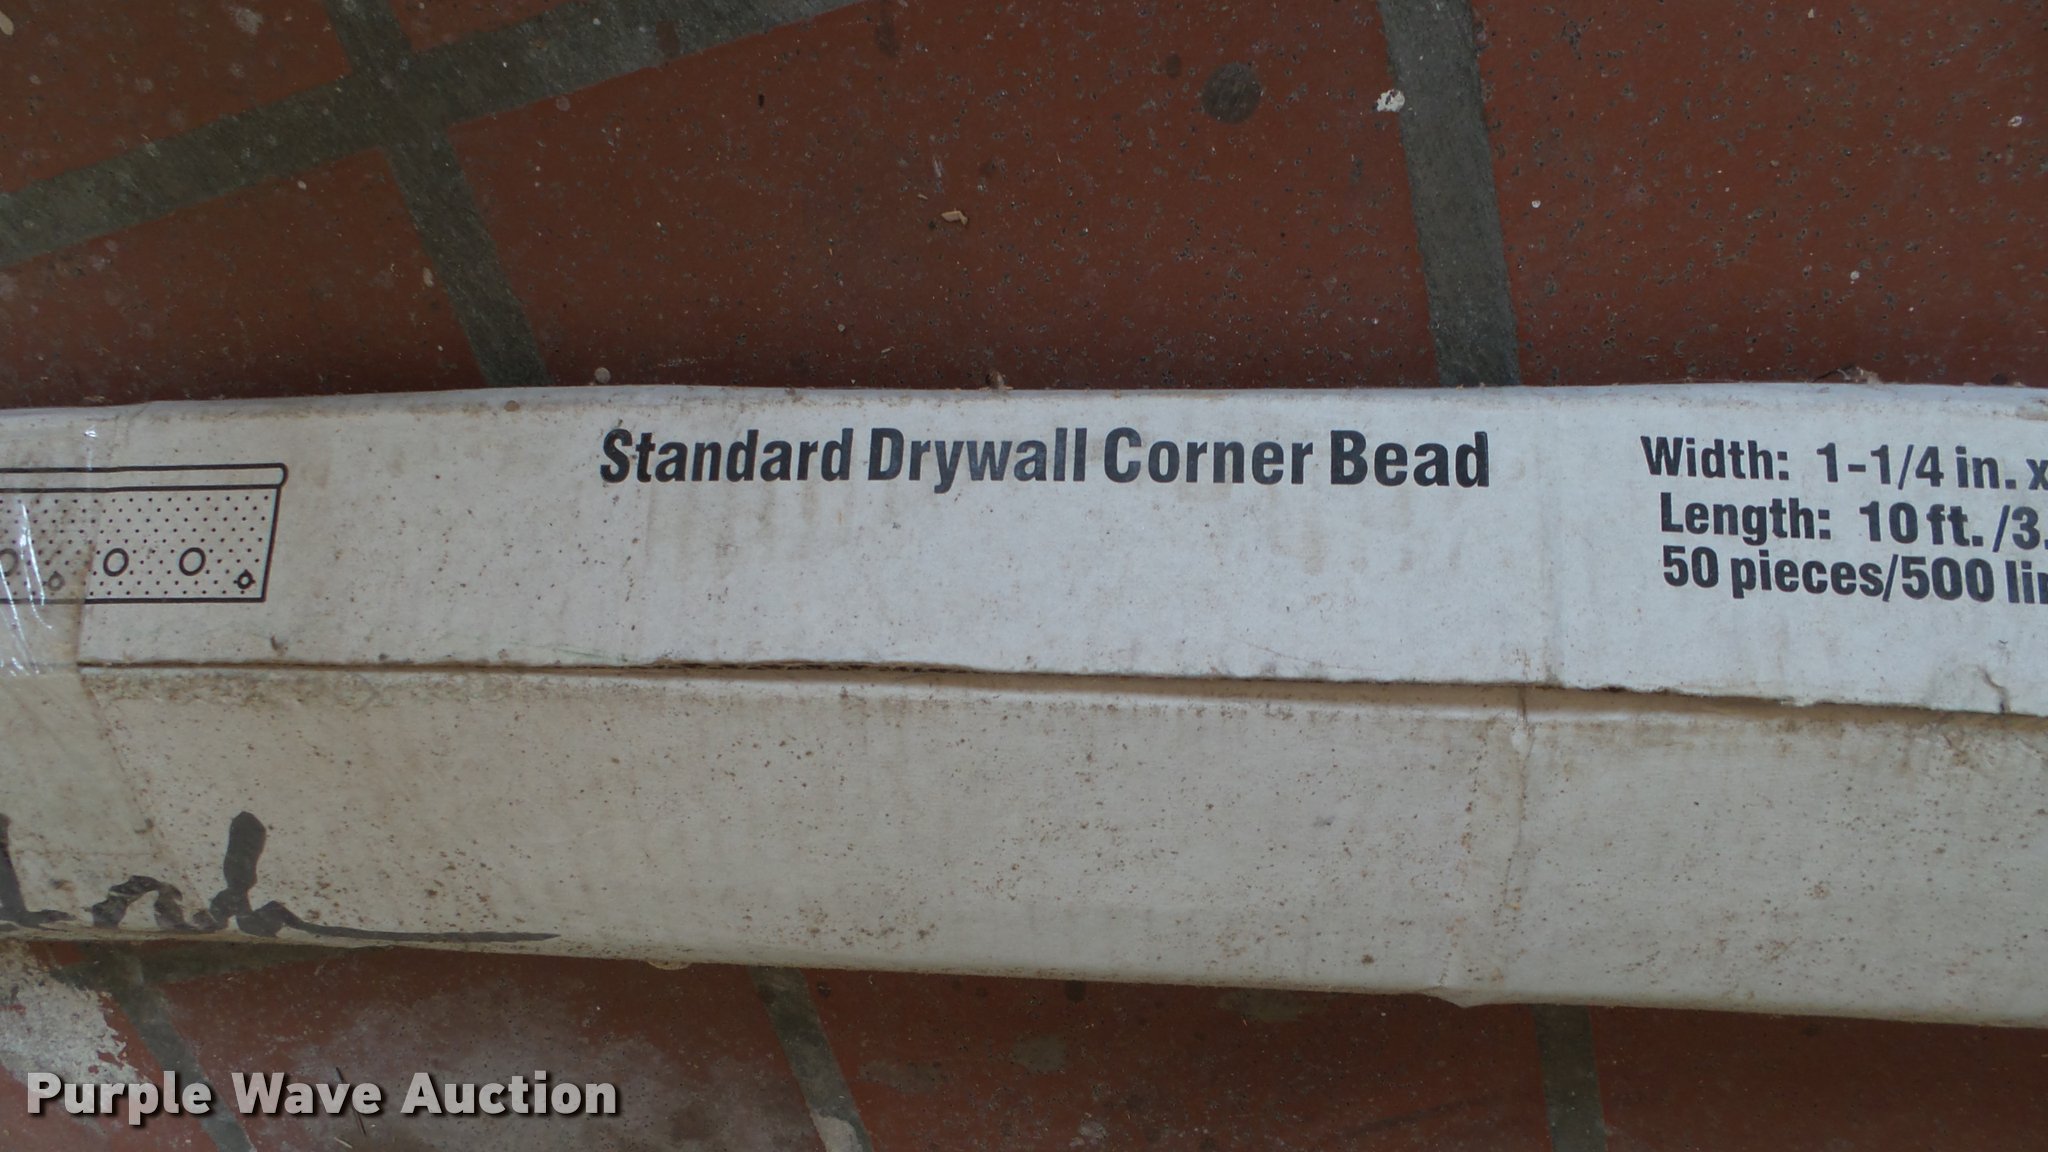 Standard Drywall Corner Bead
Width: 1-1/4 in. x
Length: 10 ft. /3.
50 pieces/500 lin
Purple Wave Auction